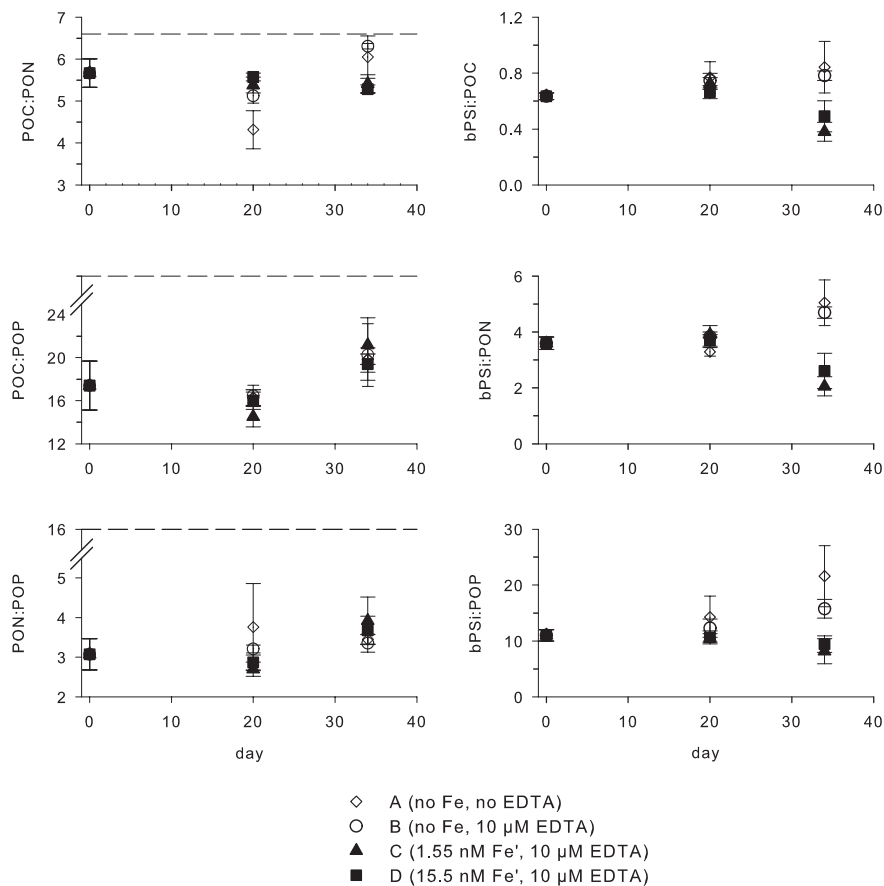 POC:PON
7
6
5
4
3
0 10 20 30 40
bPSi:POC
1.2
0.8
0.4
0.0
0 10 20 30 40
POC:POP
24
20
16
12
0 10 20 30 40
bPSi:PON
6
4
2
0
0 10 20 30 40
PON:POP
16
5
4
3
2
0 10 20 30 40
day
bPSi:POP
30
20
10
0
0 10 20 30 40
day
A (no Fe, no EDTA)
B (no Fe, 10 µM EDTA)
C (1.55 nM Fe', 10 µM EDTA)
D (15.5 nM Fe', 10 µM EDTA)